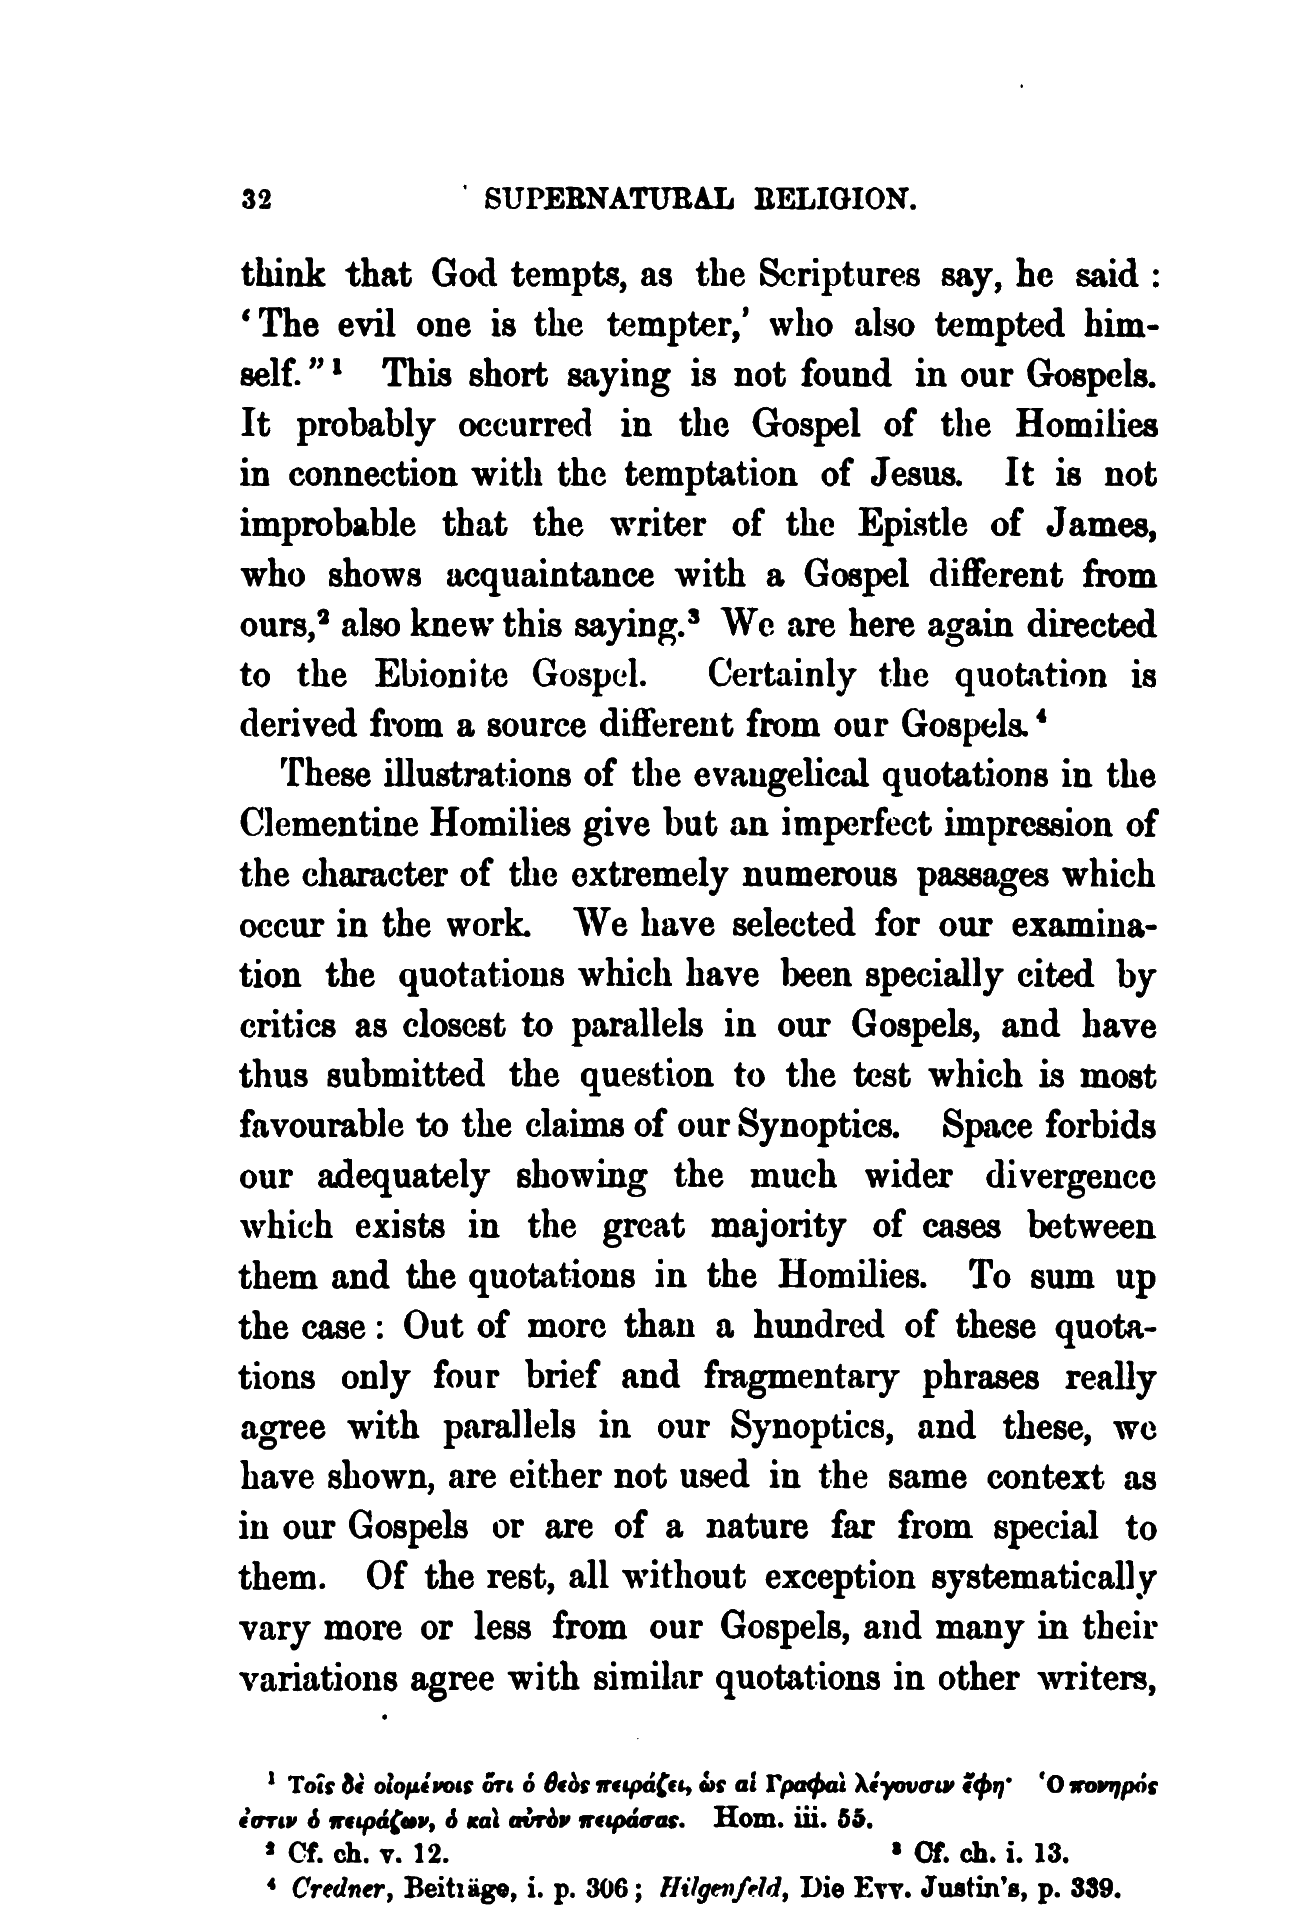 32 SUPERNATURAL RELIGION.
think that God tempts, as the Scriptures say, he said :
‘The evil one is the tempter,’ who also tempted him-
self.” ¹ This short saying is not found in our Gospels.
It probably occurred in the Gospel of the Homilies
in connection with the temptation of Jesus. It is not
improbable that the writer of the Epistle of James,
who shows acquaintance with a Gospel different from
ours,² also knew this saying.³ We are here again directed
to the Ebionite Gospel. Certainly the quotation is
derived from a source different from our Gospels.⁴
These illustrations of the evangelical quotations in the
Clementine Homilies give but an imperfect impression of
the character of the extremely numerous passages which
occur in the work. We have selected for our examina-
tion the quotations which have been specially cited by
critics as closest to parallels in our Gospels, and have
thus submitted the question to the test which is most
favourable to the claims of our Synoptics. Space forbids
our adequately showing the much wider divergence
which exists in the great majority of cases between
them and the quotations in the Homilies. To sum up
the case : Out of more than a hundred of these quota-
tions only four brief and fragmentary phrases really
agree with parallels in our Synoptics, and these, we
have shown, are either not used in the same context as
in our Gospels or are of a nature far from special to
them. Of the rest, all without exception systematically
vary more or less from our Gospels, and many in their
variations agree with similar quotations in other writers,
¹ Τοῖς δὲ οἰομένοις ὅτι ὁ θεὸς πειράζει, ὡς αἱ Γραφαὶ λέγουσιν ἔφη· Ὁ πονηρός
ἐστιν ὁ πειράζων, ὁ καὶ αὐτὸν πειράσας. Hom. iii. 55.
² Cf. ch. v. 12. ³ Cf. ch. i. 13.
⁴ Credner, Beiträge, i. p. 306 ; Hilgenfeld, Die Evv. Justin's, p. 339.